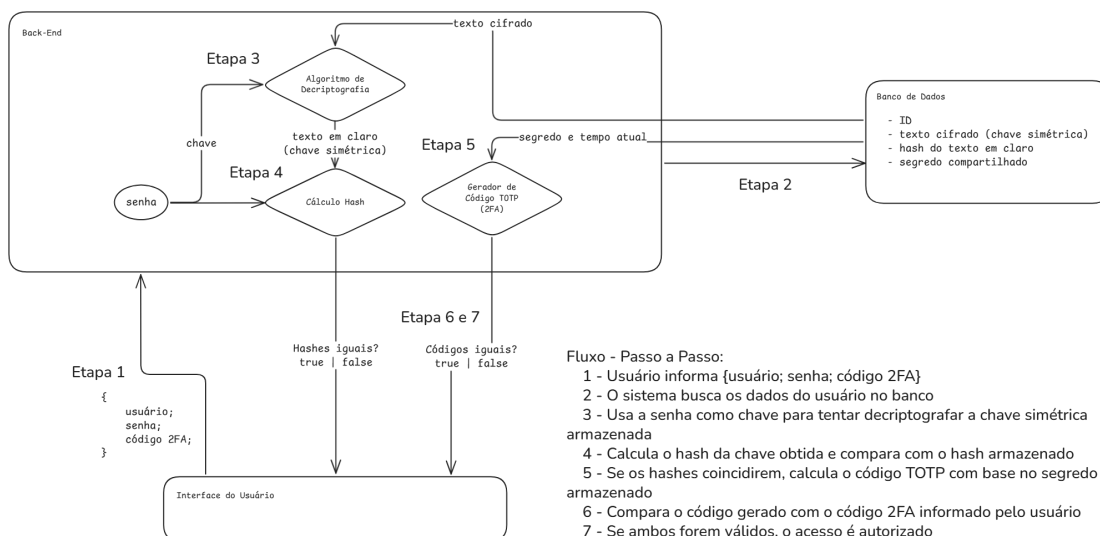 Back-End
texto cifrado
Etapa 3
Algoritmo de
Decriptografia
chave
texto em claro
(chave simétrica)
Etapa 4
senha
Cálculo Hash
Etapa 5
segredo e tempo atual
Gerador de
Código TOTP
(2FA)
Etapa 2
Banco de Dados
- ID
- texto cifrado (chave simétrica)
- hash do texto em claro
- segredo compartilhado
Etapa 1
{
usuário;
senha;
código 2FA;
}
Hashes iguais?
true | false
Etapa 6 e 7
Códigos iguais?
true | false
Interface do Usuário
Fluxo - Passo a Passo:
1 - Usuário informa {usuário; senha; código 2FA}
2 - O sistema busca os dados do usuário no banco
3 - Usa a senha como chave para tentar decriptografar a chave simétrica
armazenada
4 - Calcula o hash da chave obtida e compara com o hash armazenado
5 - Se os hashes coincidirem, calcula o código TOTP com base no segredo
armazenado
6 - Compara o código gerado com o código 2FA informado pelo usuário
7 - Se ambos forem válidos, o acesso é autorizado